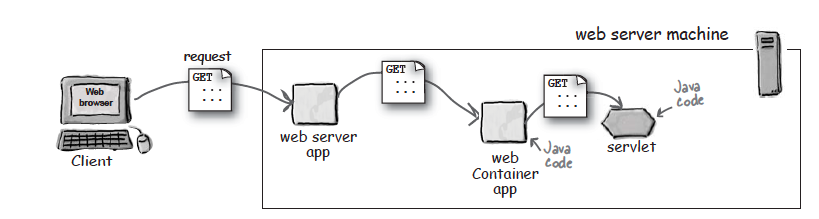 web server machine
request
GET
Web
browser
Client
web server
app
GET
web
Container
app
Java
code
GET
servlet
Java
code